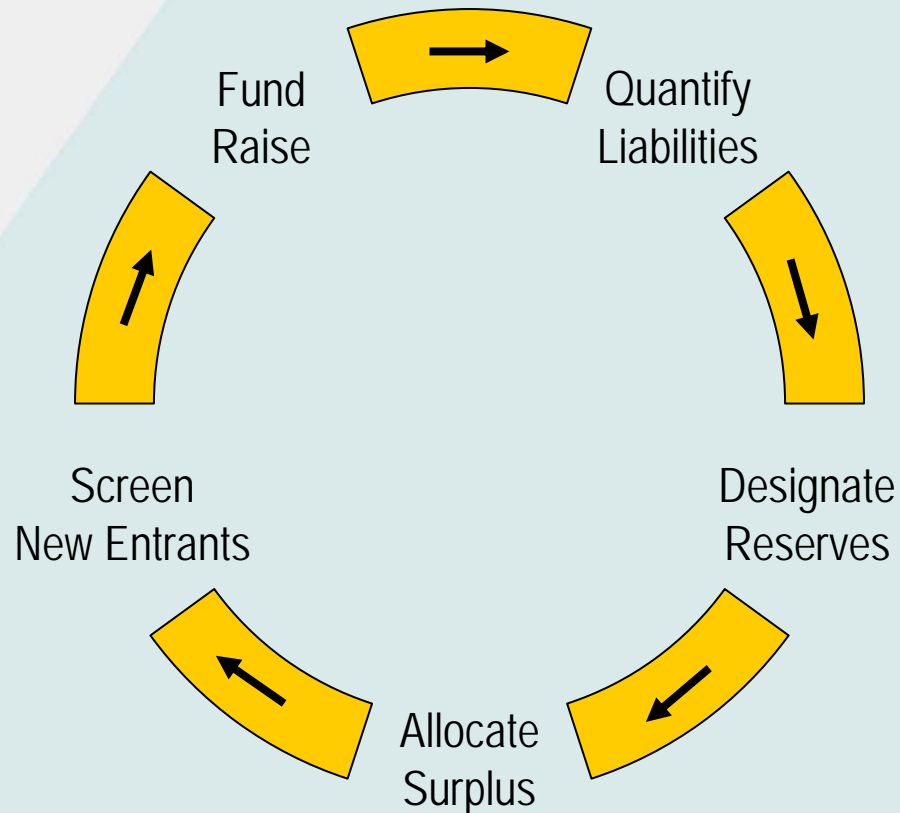 Fund
Raise
Quantify
Liabilities
Designate
Reserves
Allocate
Surplus
Screen
New Entrants